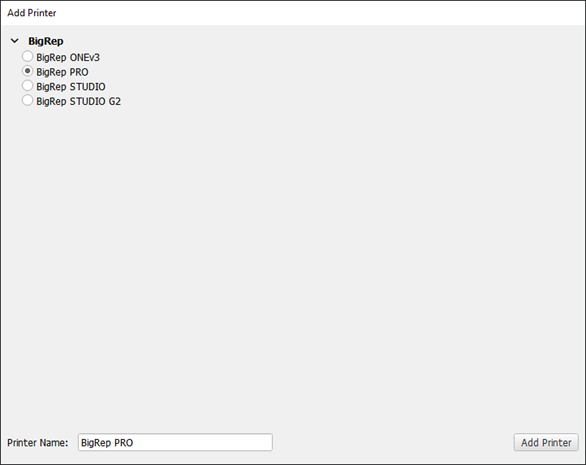 Add Printer
BigRep
BigRep ONEv3
BigRep PRO
BigRep STUDIO
BigRep STUDIO G2
Printer Name: BigRep PRO Add Printer